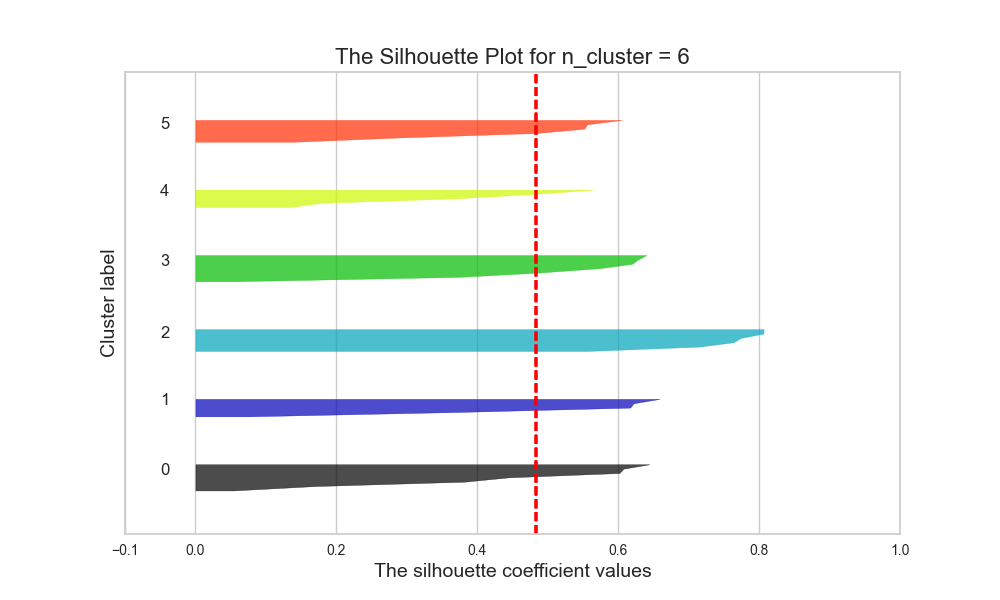 The Silhouette Plot for n_cluster = 6
5
4
3
2
1
0
Cluster label
−0.1 0.0 0.2 0.4 0.6 0.8 1.0
The silhouette coefficient values